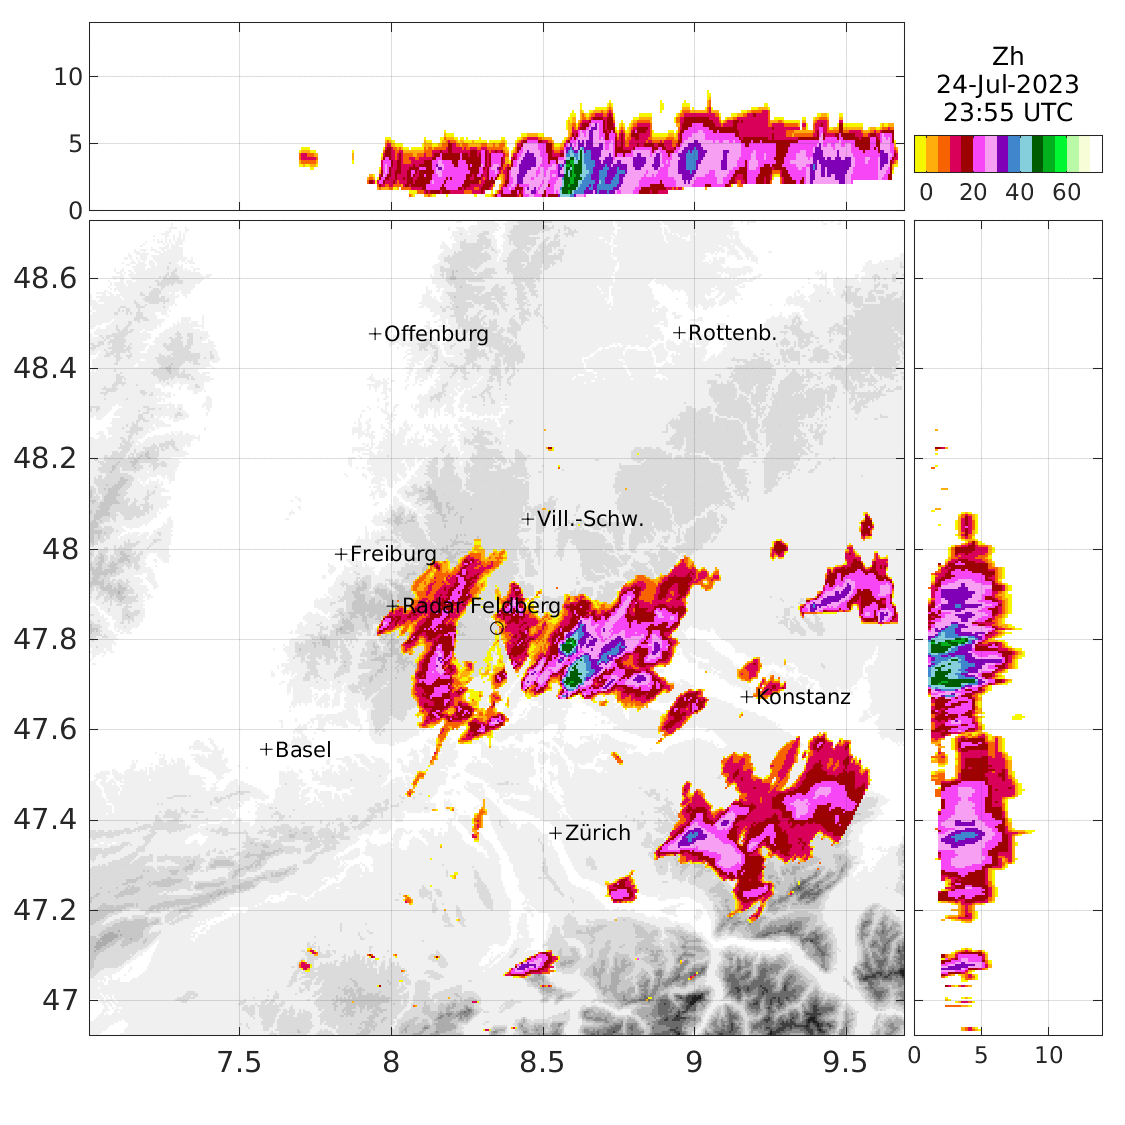 10
5
0
Zh
24-Jul-2023
23:55 UTC
0 20 40 60
48.6
48.4
48.2
48
47.8
47.6
47.4
47.2
47
Offenburg
Rottenb.
Vill.-Schw.
Freiburg
Radar Feldberg
Konstanz
Basel
Zürich
7.5 8 8.5 9 9.5
0 5 10